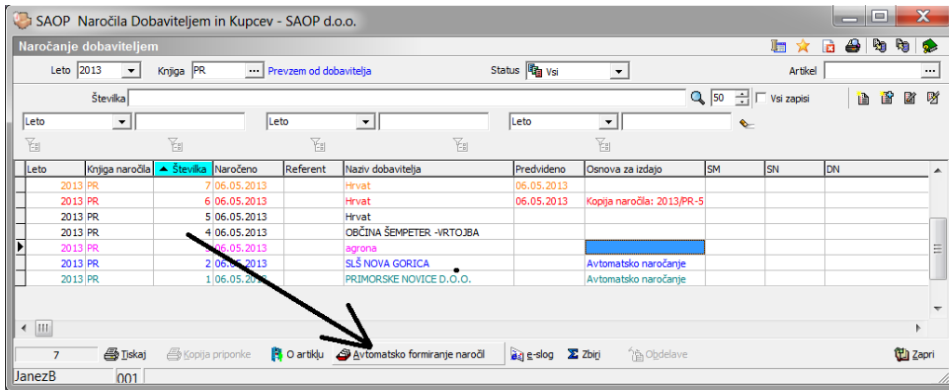 SAOP Naročila Dobaviteljem in Kupcev - SAOP d.o.o.
Naročanje dobaviteljem
Leto 2013 Knjiga PR ... Prevzem od dobavitelja Status Vsi Artikel ...
Številka 50 Vsi zapisi
Leto Leto Leto
Leto Knjiga naročila Številka Naročeno Referent Naziv dobavitelja Predvideno Osnova za izdajo SM SN DN
2013 PR 7 06.05.2013 Hrvat 06.05.2013
2013 PR 6 06.05.2013 Hrvat 06.05.2013 Kopija naročila: 2013/PR-5
2013 PR 5 06.05.2013 Hrvat
2013 PR 4 06.05.2013 OBČINA ŠEMPETER -VRTOJBA
2013 PR 06.05.2013 agrona
2013 PR 2 06.05.2013 SLŠ NOVA GORICA Avtomatsko naročanje
2013 PR 1 PRIMORSKE NOVICE D.O.O. Avtomatsko naročanje
7 Tiskaj Kopija priponke O artiklu Avtomatsko formiranje naročil e-slog Zbirj Obdelave Zapri
JanezB 001